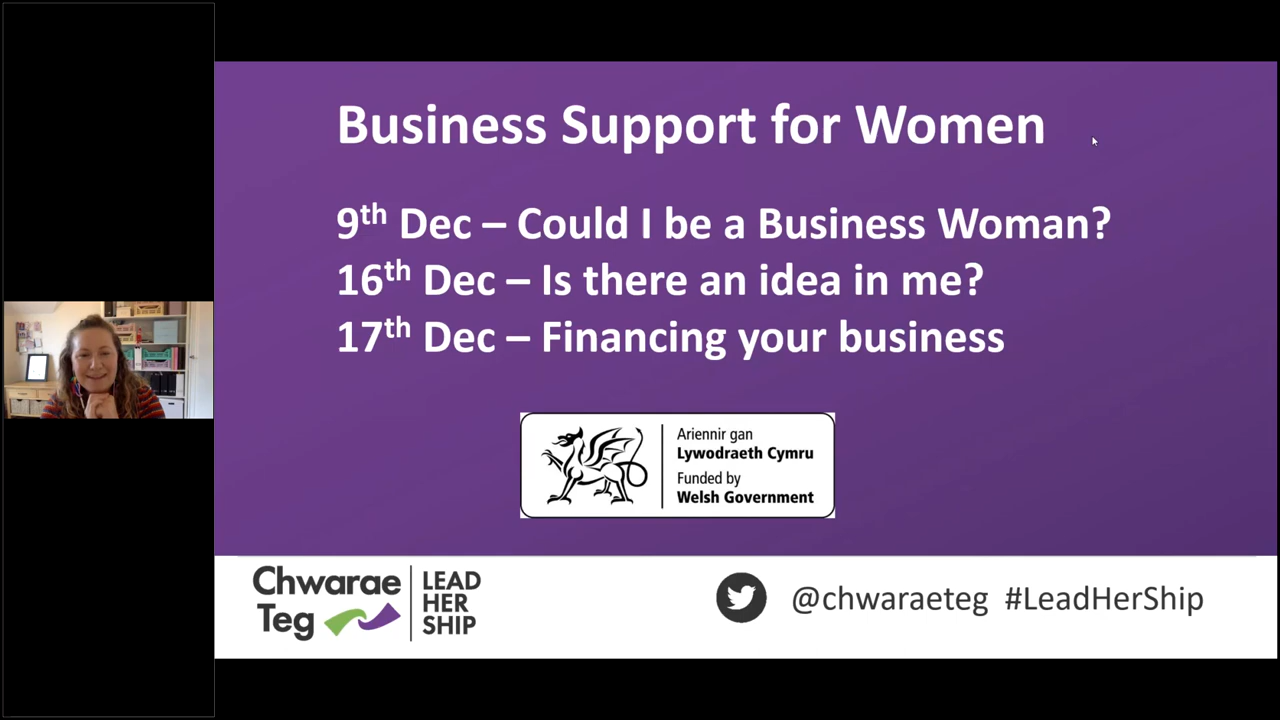 Business Support for Women
9th Dec – Could I be a Business Woman?
16th Dec – Is there an idea in me?
17th Dec – Financing your business
Ariennir gan
Lywodraeth Cymru
Funded by
Welsh Government
Chwarae
Teg
LEAD
HER
SHIP
@chwaraeteg #LeadHerShip